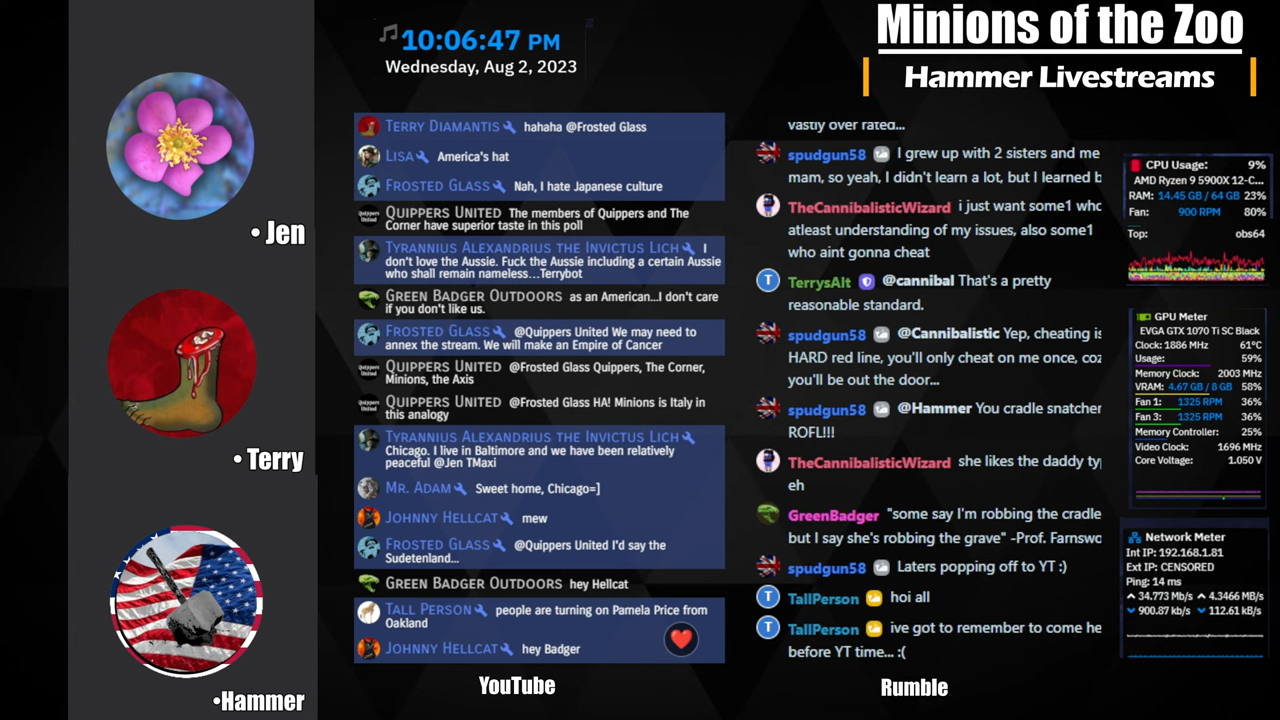 • Jen
• Terry
•Hammer
10:06:47 PM
Wednesday, Aug 2, 2023
TERRY DIAMANTIS hahaha @Frosted Glass
LISA America's hat
FROSTED GLASS Nah, I hate Japanese culture
QUIPPERS UNITED The members of Quippers and The
Corner have superior taste in this poll
TYRANNIUS ALEXANDRIUS THE INVICTUS LICH I
don't love the Aussie. Fuck the Aussie including a certain Aussie
who shall remain nameless...Terrybot
GREEN BADGER OUTDOORS as an American...I don't care
if you don't like us.
FROSTED GLASS @Quippers United We may need to
annex the stream. We will make an Empire of Cancer
QUIPPERS UNITED @Frosted Glass Quippers, The Corner,
Minions, the Axis
QUIPPERS UNITED @Frosted Glass HA! Minions is Italy in
this analogy
TYRANNIUS ALEXANDRIUS THE INVICTUS LICH
Chicago. I live in Baltimore and we have been relatively
peaceful @Jen TMaxi
MR. ADAM Sweet home, Chicago=]
JOHNNY HELLCAT mew
FROSTED GLASS @Quippers United I'd say the
Sudetenland...
GREEN BADGER OUTDOORS hey Hellcat
TALL PERSON people are turning on Pamela Price from
Oakland
JOHNNY HELLCAT hey Badger
YouTube
Minions of the Zoo
Hammer Livestreams
vastly over rated...
spudgun58 I grew up with 2 sisters and me
mam, so yeah, I didn't learn a lot, but I learned b
TheCannibalisticWizard i just want some1 who
atleast understanding of my issues, also some1
who aint gonna cheat
T TerrysAlt @cannibal That's a pretty
reasonable standard.
spudgun58 @Cannibalistic Yep, cheating is
HARD red line, you'll only cheat on me once, coz
you'll be out the door...
spudgun58 @Hammer You cradle snatcher
ROFL!!!
TheCannibalisticWizard she likes the daddy typ
eh
GreenBadger "some say I'm robbing the cradle
but I say she's robbing the grave" -Prof. Farnswo
spudgun58 Laters popping off to YT :)
T TallPerson hoi all
T TallPerson ive got to remember to come he
before YT time... :(
Rumble
CPU Usage: 9%
AMD Ryzen 9 5900X 12-C...
RAM: 14.45 GB / 64 GB 23%
Fan: 900 RPM 80%
Top: obs64
GPU Meter
EVGA GTX 1070 Ti SC Black
Clock: 1886 MHz 61°C
Usage: 59%
Memory Clock: 2003 MHz
VRAM: 4.67 GB / 8 GB 58%
Fan 1: 1325 RPM 36%
Fan 3: 1325 RPM 36%
Memory Controller: 25%
Video Clock: 1696 MHz
Core Voltage: 1.050 V
Network Meter
Int IP: 192.168.1.81
Ext IP: CENSORED
Ping: 14 ms
34.773 Mb/s 4.3466 MB/s
900.87 kb/s 112.61 kB/s